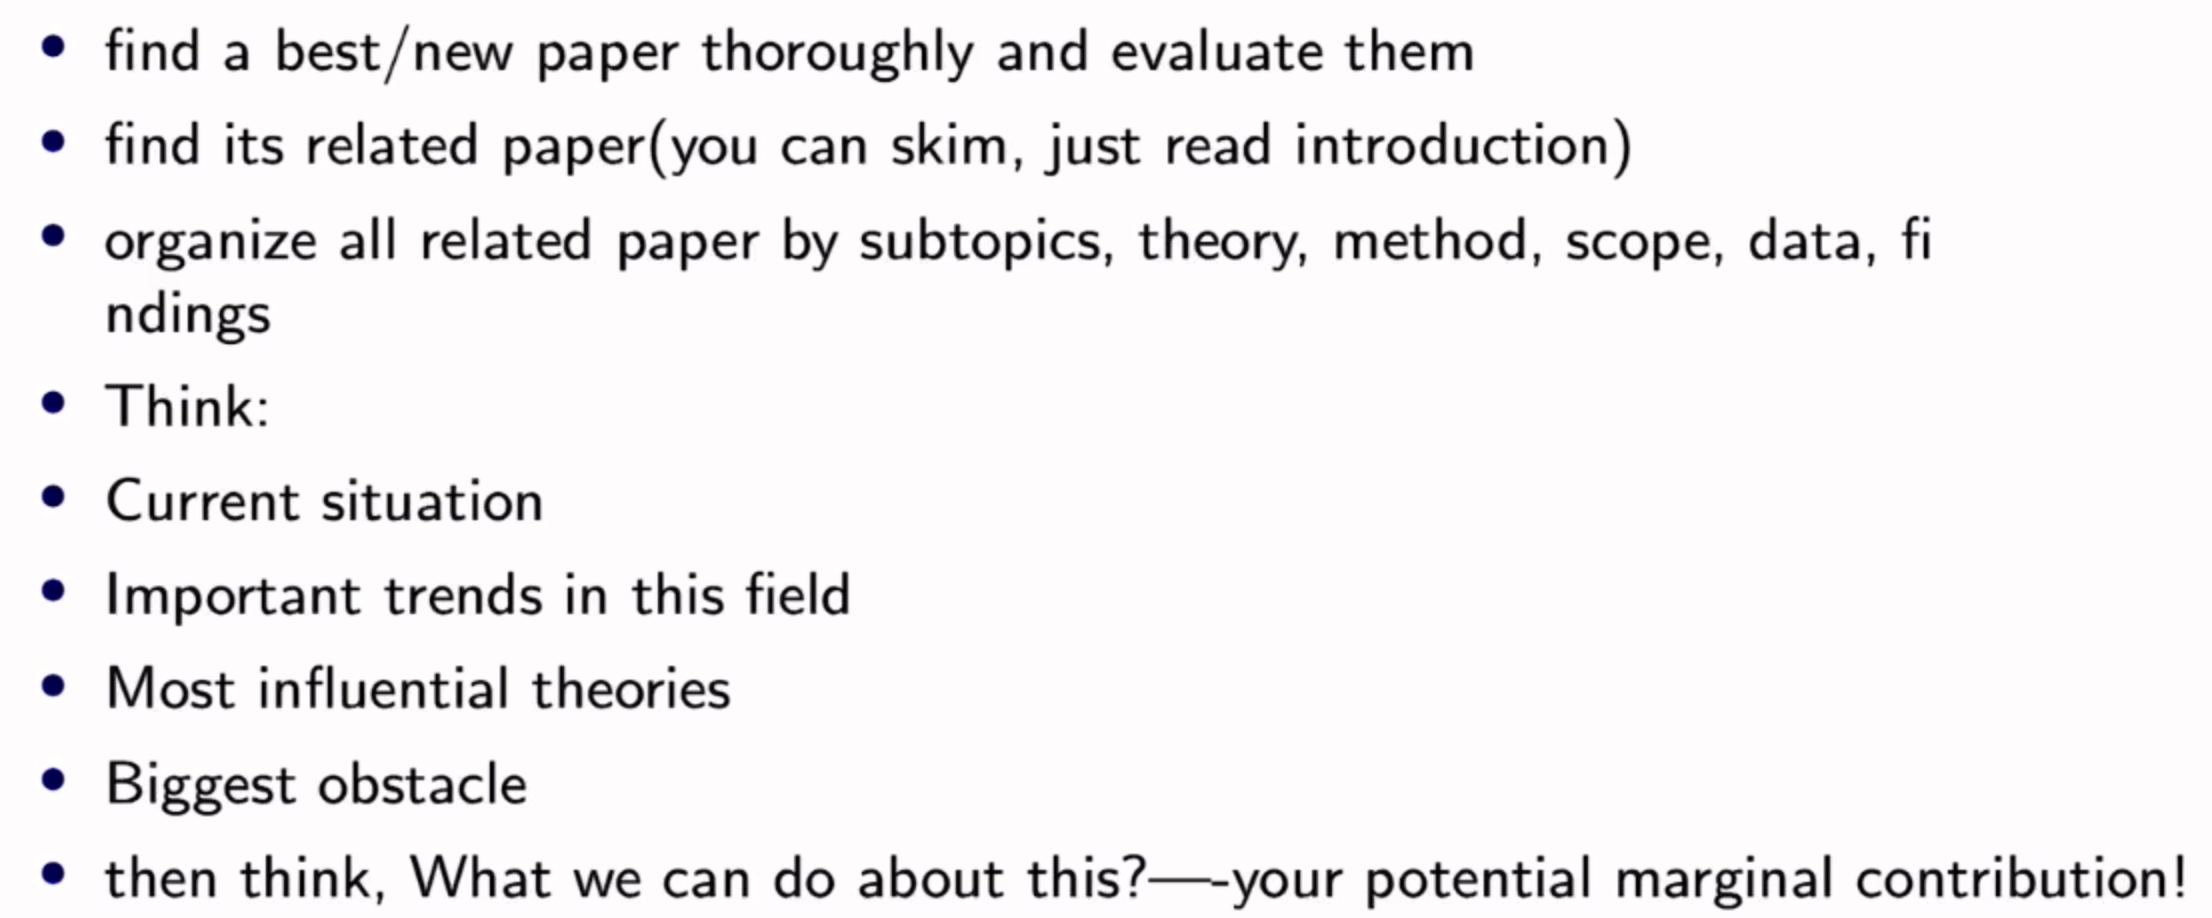 • find a best/new paper thoroughly and evaluate them
• find its related paper(you can skim, just read introduction)
• organize all related paper by subtopics, theory, method, scope, data, fi
ndings
• Think:
• Current situation
• Important trends in this field
• Most influential theories
• Biggest obstacle
• then think, What we can do about this?—-your potential marginal contribution!